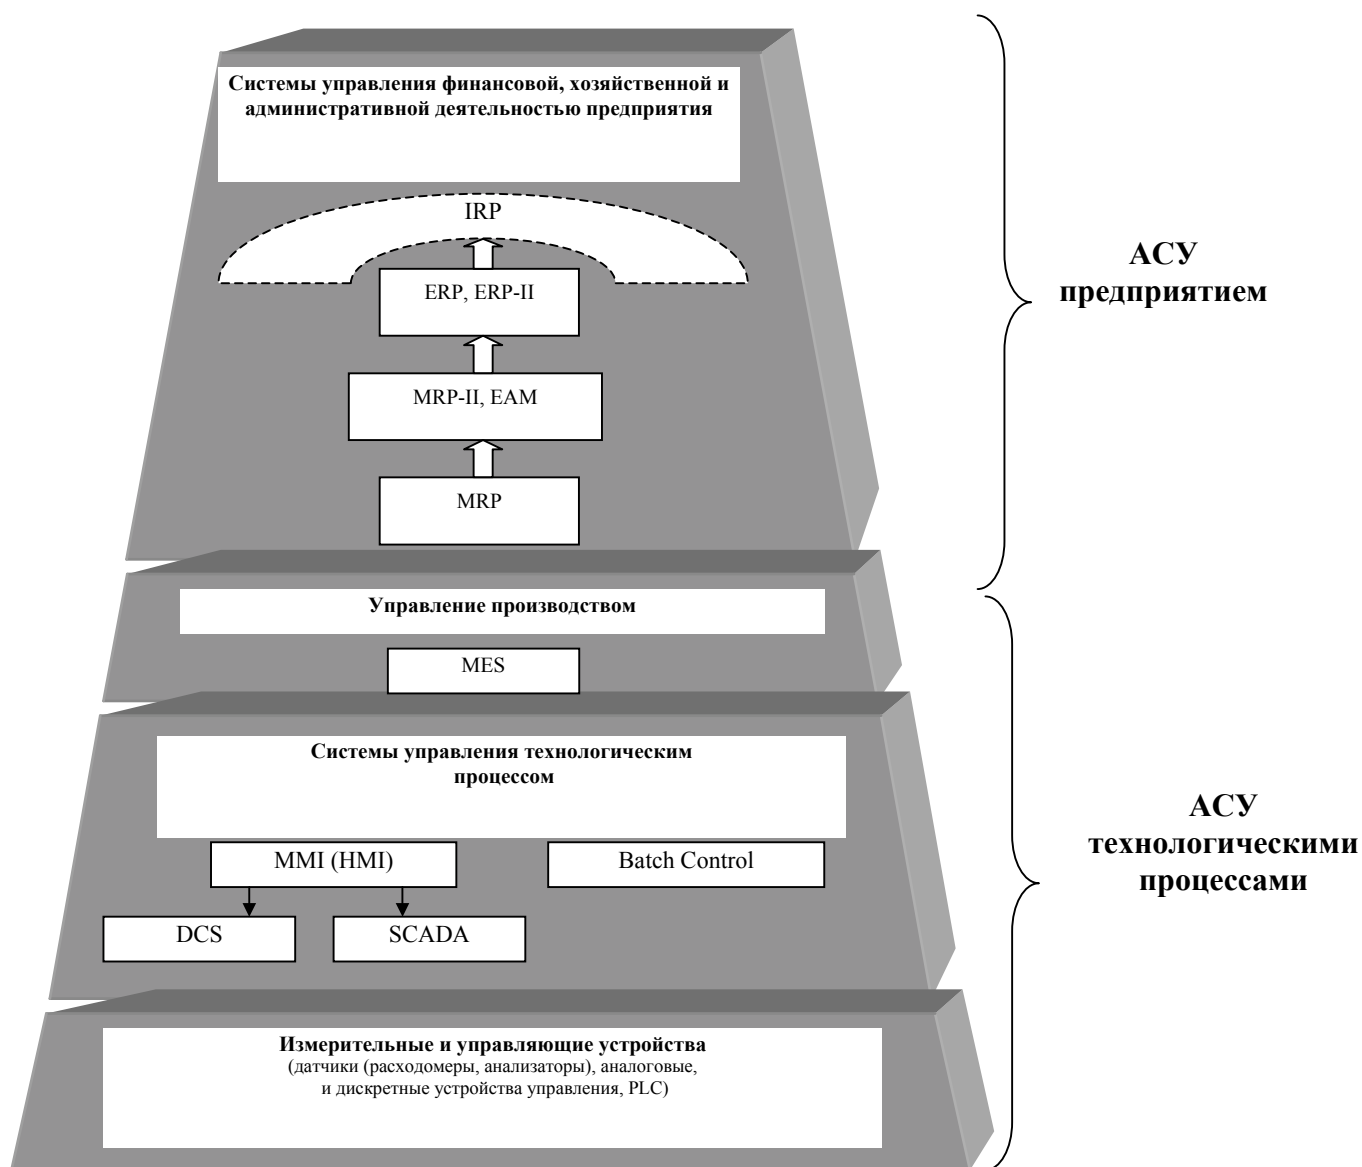 Системы управления финансовой, хозяйственной и
административной деятельностью предприятия
IRP
ERP, ERP-II
MRP-II, EAM
MRP
АСУ
предприятием
Управление производством
MES
Системы управления технологическим
процессом
MMI (HMI)
Batch Control
DCS
SCADA
АСУ
технологическими
процессами
Измерительные и управляющие устройства
(датчики (расходомеры, анализаторы), аналоговые,
и дискретные устройства управления, PLC)